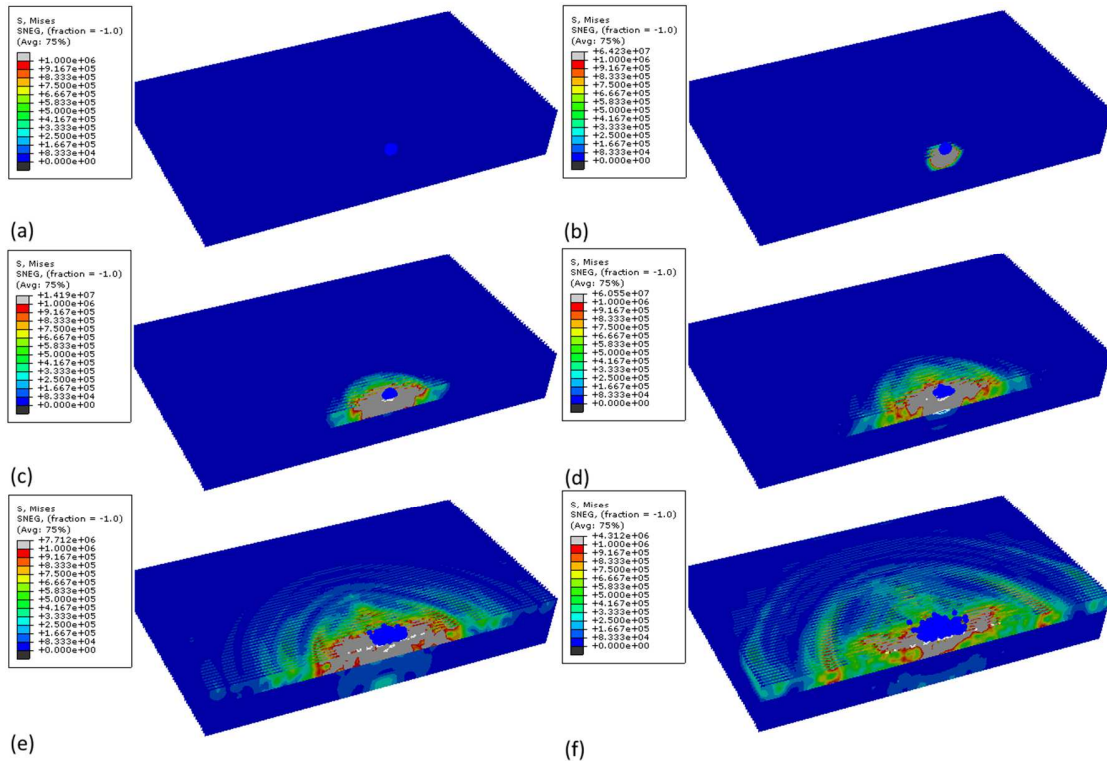 S, Mises
SNEG, (fraction = -1.0)
(Avg: 75%)
+1.000e+06
+9.167e+05
+8.333e+05
+7.500e+05
+6.667e+05
+5.833e+05
+5.000e+05
+4.167e+05
+3.333e+05
+2.500e+05
+1.667e+05
+8.333e+04
+0.000e+00
(a)
S, Mises
SNEG, (fraction = -1.0)
(Avg: 75%)
+6.423e+07
+1.000e+06
+9.167e+05
+8.333e+05
+7.500e+05
+6.667e+05
+5.833e+05
+5.000e+05
+4.167e+05
+3.333e+05
+2.500e+05
+1.667e+05
+8.333e+04
+0.000e+00
(b)
S, Mises
SNEG, (fraction = -1.0)
(Avg: 75%)
+1.419e+07
+1.000e+06
+9.167e+05
+8.333e+05
+7.500e+05
+6.667e+05
+5.833e+05
+5.000e+05
+4.167e+05
+3.333e+05
+2.500e+05
+1.667e+05
+8.333e+04
+0.000e+00
(c)
S, Mises
SNEG, (fraction = -1.0)
(Avg: 75%)
+6.055e+07
+1.000e+06
+9.167e+05
+8.333e+05
+7.500e+05
+6.667e+05
+5.833e+05
+5.000e+05
+4.167e+05
+3.333e+05
+2.500e+05
+1.667e+05
+8.333e+04
+0.000e+00
(d)
S, Mises
SNEG, (fraction = -1.0)
(Avg: 75%)
+7.712e+06
+1.000e+06
+9.167e+05
+8.333e+05
+7.500e+05
+6.667e+05
+5.833e+05
+5.000e+05
+4.167e+05
+3.333e+05
+2.500e+05
+1.667e+05
+8.333e+04
+0.000e+00
(e)
S, Mises
SNEG, (fraction = -1.0)
(Avg: 75%)
+4.312e+06
+1.000e+06
+9.167e+05
+8.333e+05
+7.500e+05
+6.667e+05
+5.833e+05
+5.000e+05
+4.167e+05
+3.333e+05
+2.500e+05
+1.667e+05
+8.333e+04
+0.000e+00
(f)